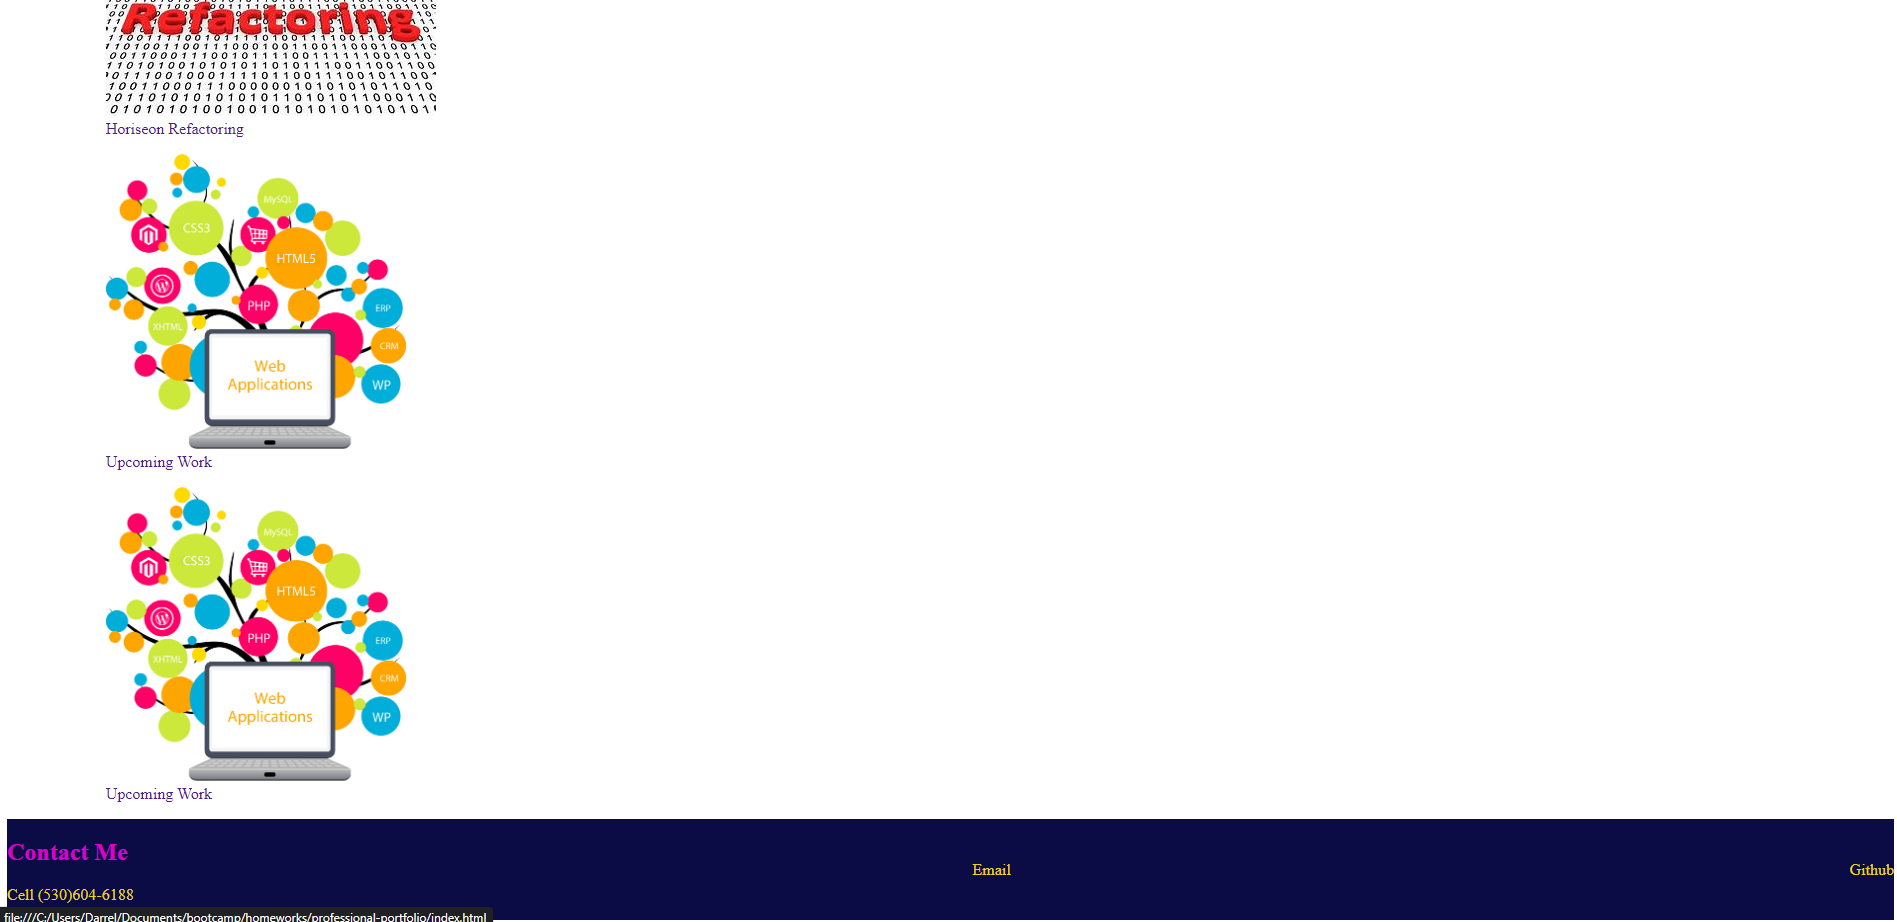 Refactoring
Horiseon Refactoring
MySQL
CSS3
HTML5
PHP
ERP
XHTML
CRM
Web
Applications
WP
Upcoming Work
MySQL
CSS3
HTML5
PHP
ERP
XHTML
CRM
Web
Applications
WP
Upcoming Work
Contact Me
Email
Github
Cell (530)604-6188
file:///C:/Users/Darrel/Documents/bootcamp/homeworks/professional-portfolio/index.html